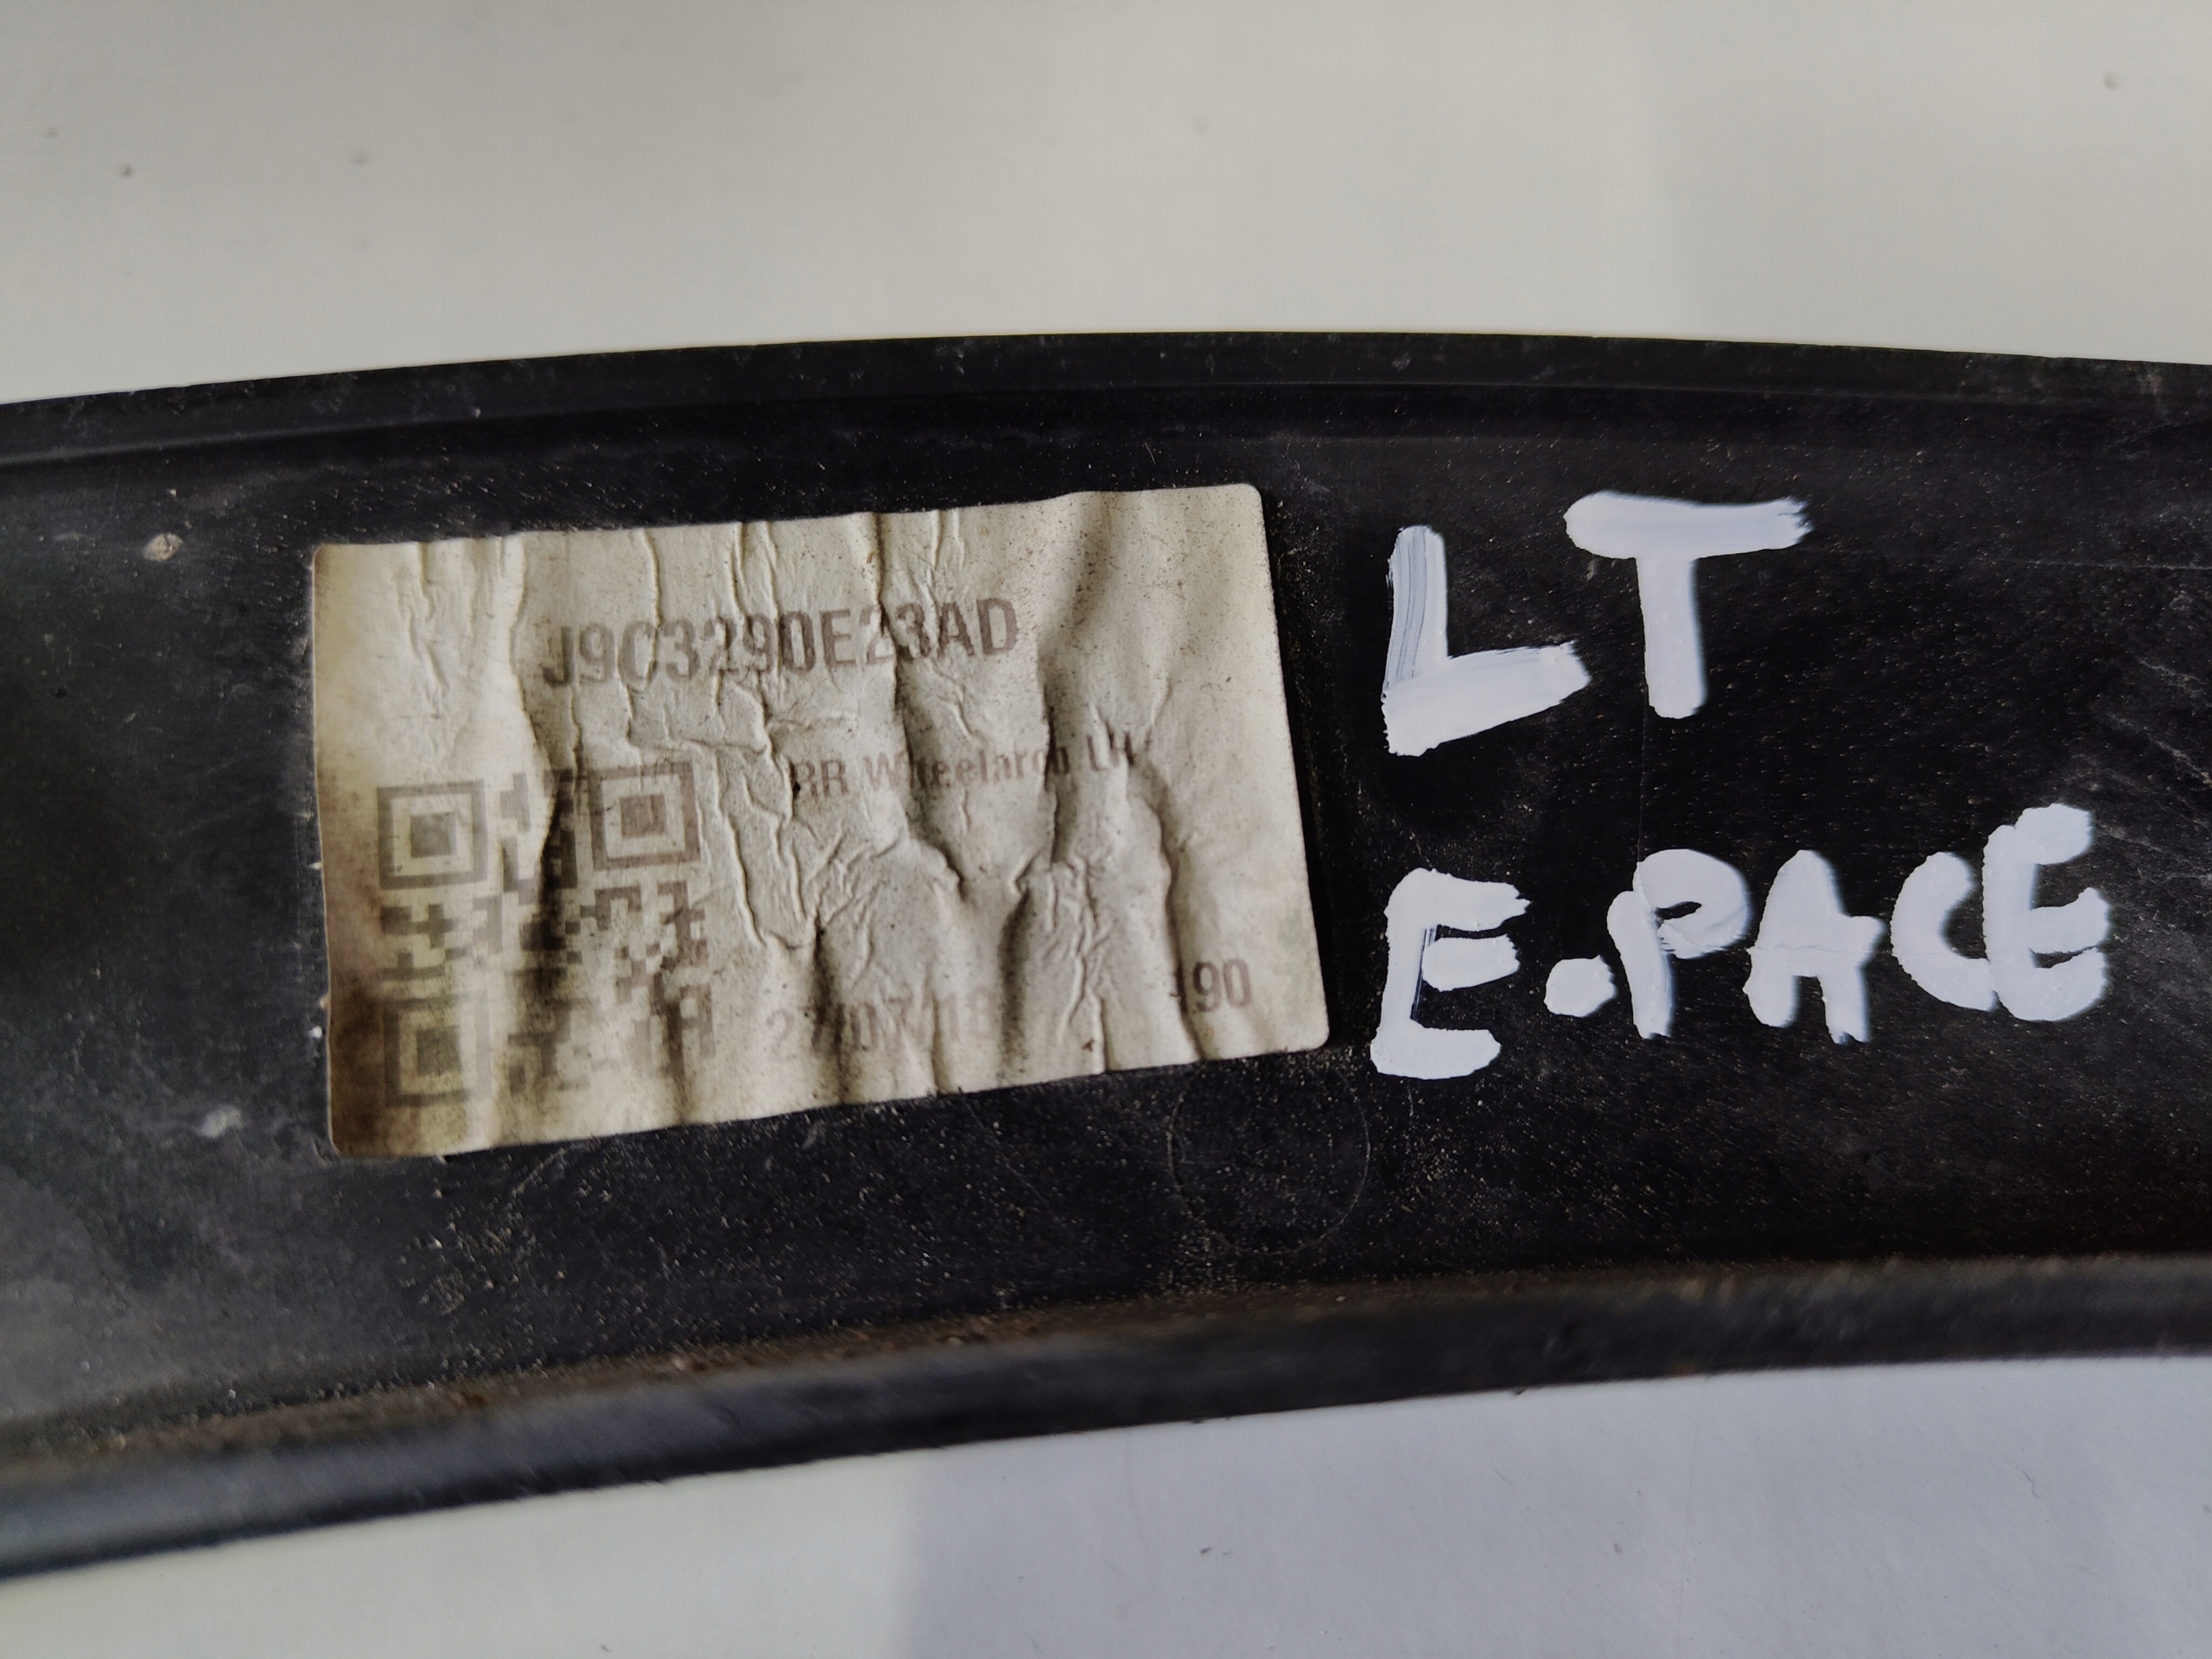 J9C3290E23AD
RR Wheelarch LH
LT
E.PACE